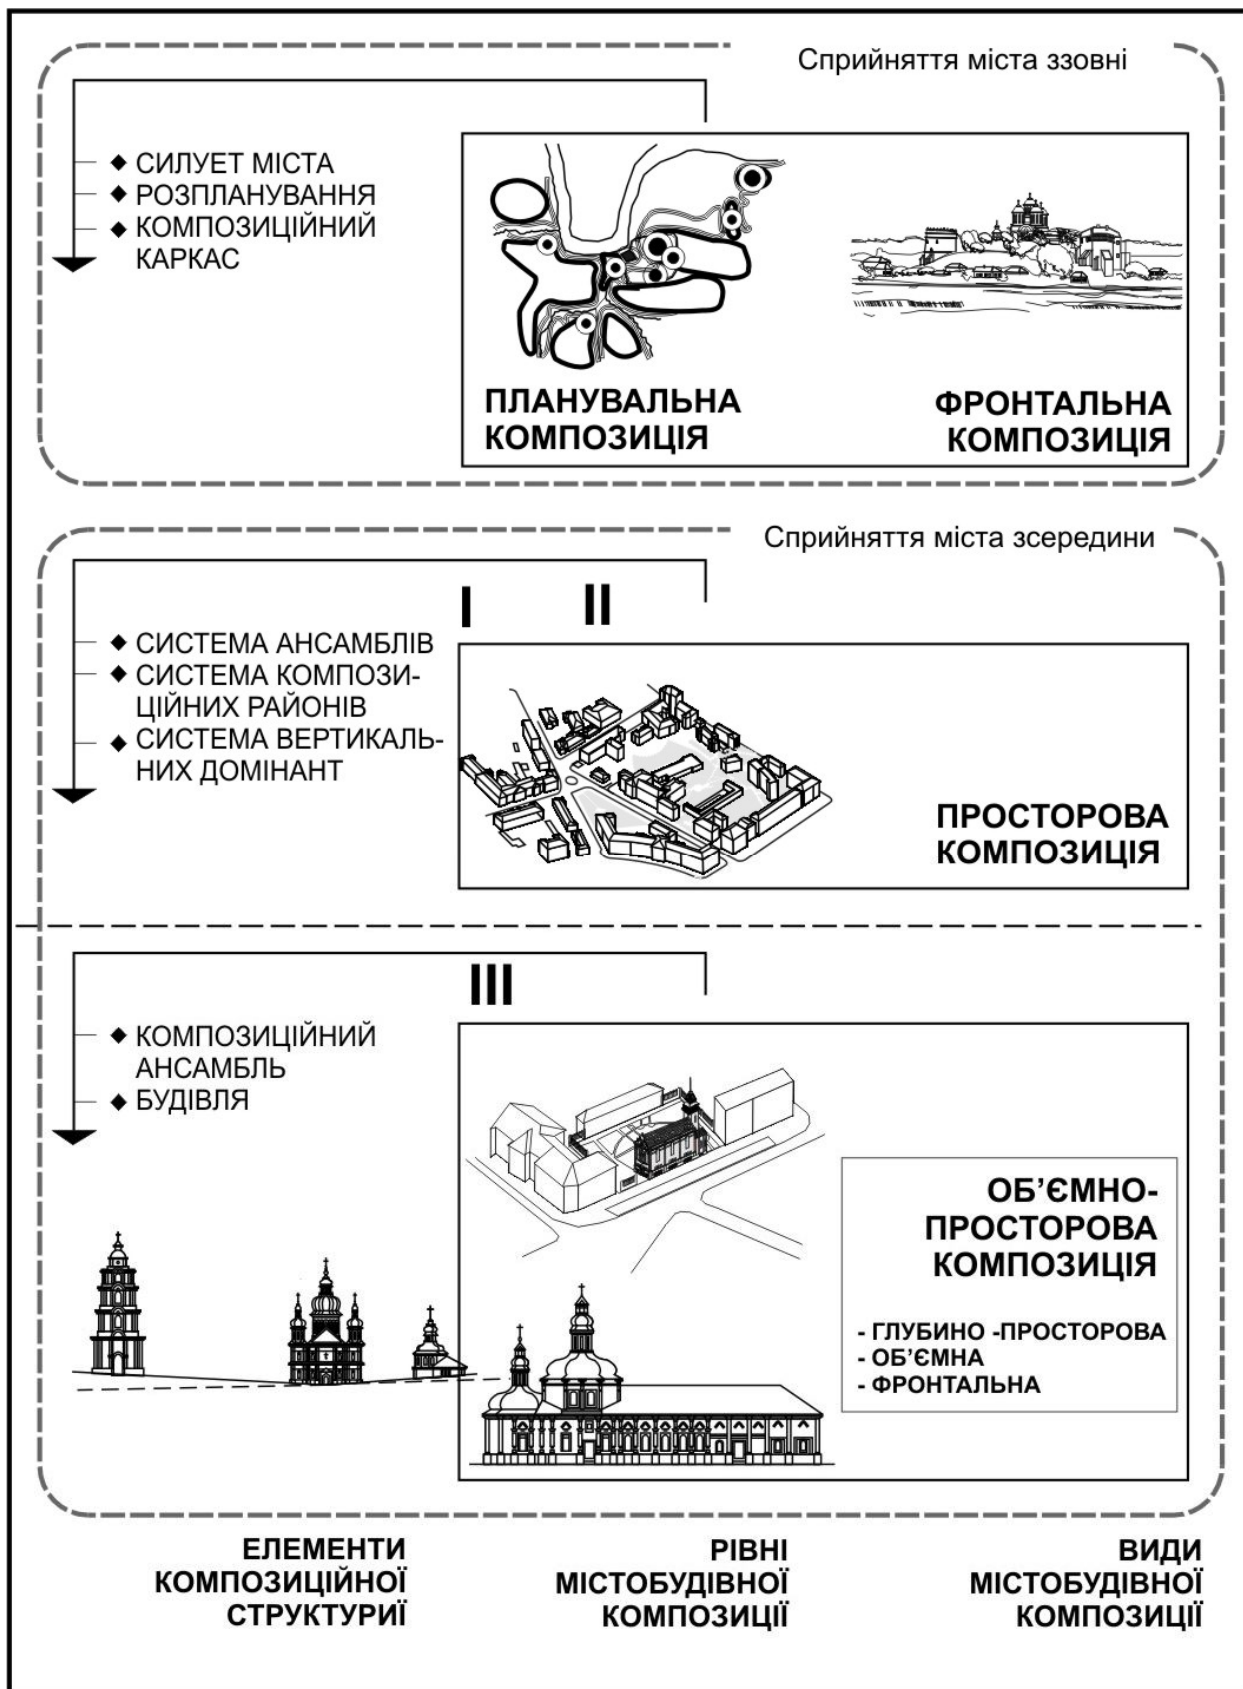 Сприйняття міста ззовні
◆ СИЛУЕТ МІСТА
◆ РОЗПЛАНУВАННЯ
◆ КОМПОЗИЦІЙНИЙ
КАРКАС
ПЛАНУВАЛЬНА
КОМПОЗИЦІЯ
ФРОНТАЛЬНА
КОМПОЗИЦІЯ
Сприйняття міста зсередини
I
II
◆ СИСТЕМА АНСАМБЛІВ
◆ СИСТЕМА КОМПОЗИ-
ЦІЙНИХ РАЙОНІВ
◆ СИСТЕМА ВЕРТИКАЛЬ-
НИХ ДОМІНАНТ
ПРОСТОРОВА
КОМПОЗИЦІЯ
III
◆ КОМПОЗИЦІЙНИЙ
АНСАМБЛЬ
◆ БУДІВЛЯ
ОБ’ЄМНО-
ПРОСТОРОВА
КОМПОЗИЦІЯ
- ГЛУБИНО -ПРОСТОРОВА
- ОБ’ЄМНА
- ФРОНТАЛЬНА
ЕЛЕМЕНТИ
КОМПОЗИЦІЙНОЇ
СТРУКТУРИЇ
РІВНІ
МІСТОБУДІВНОЇ
КОМПОЗИЦІЇ
ВИДИ
МІСТОБУДІВНОЇ
КОМПОЗИЦІЇ